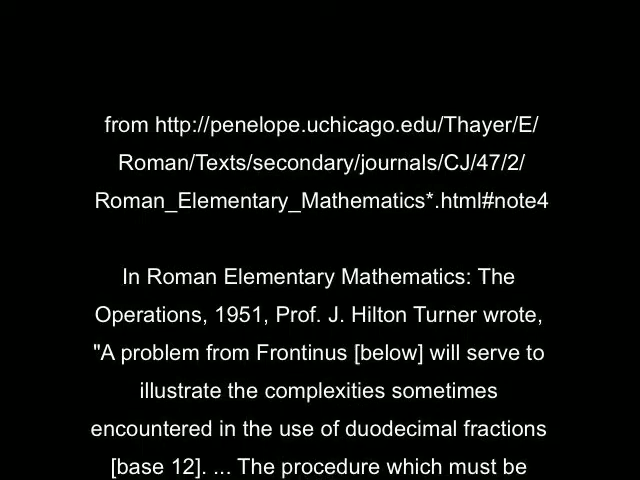 from http://penelope.uchicago.edu/Thayer/E/
Roman/Texts/secondary/journals/CJ/47/2/
Roman_Elementary_Mathematics*.html#note4
In Roman Elementary Mathematics: The
Operations, 1951, Prof. J. Hilton Turner wrote,
"A problem from Frontinus [below] will serve to
illustrate the complexities sometimes
encountered in the use of duodecimal fractions
[base 12]. ... The procedure which must be